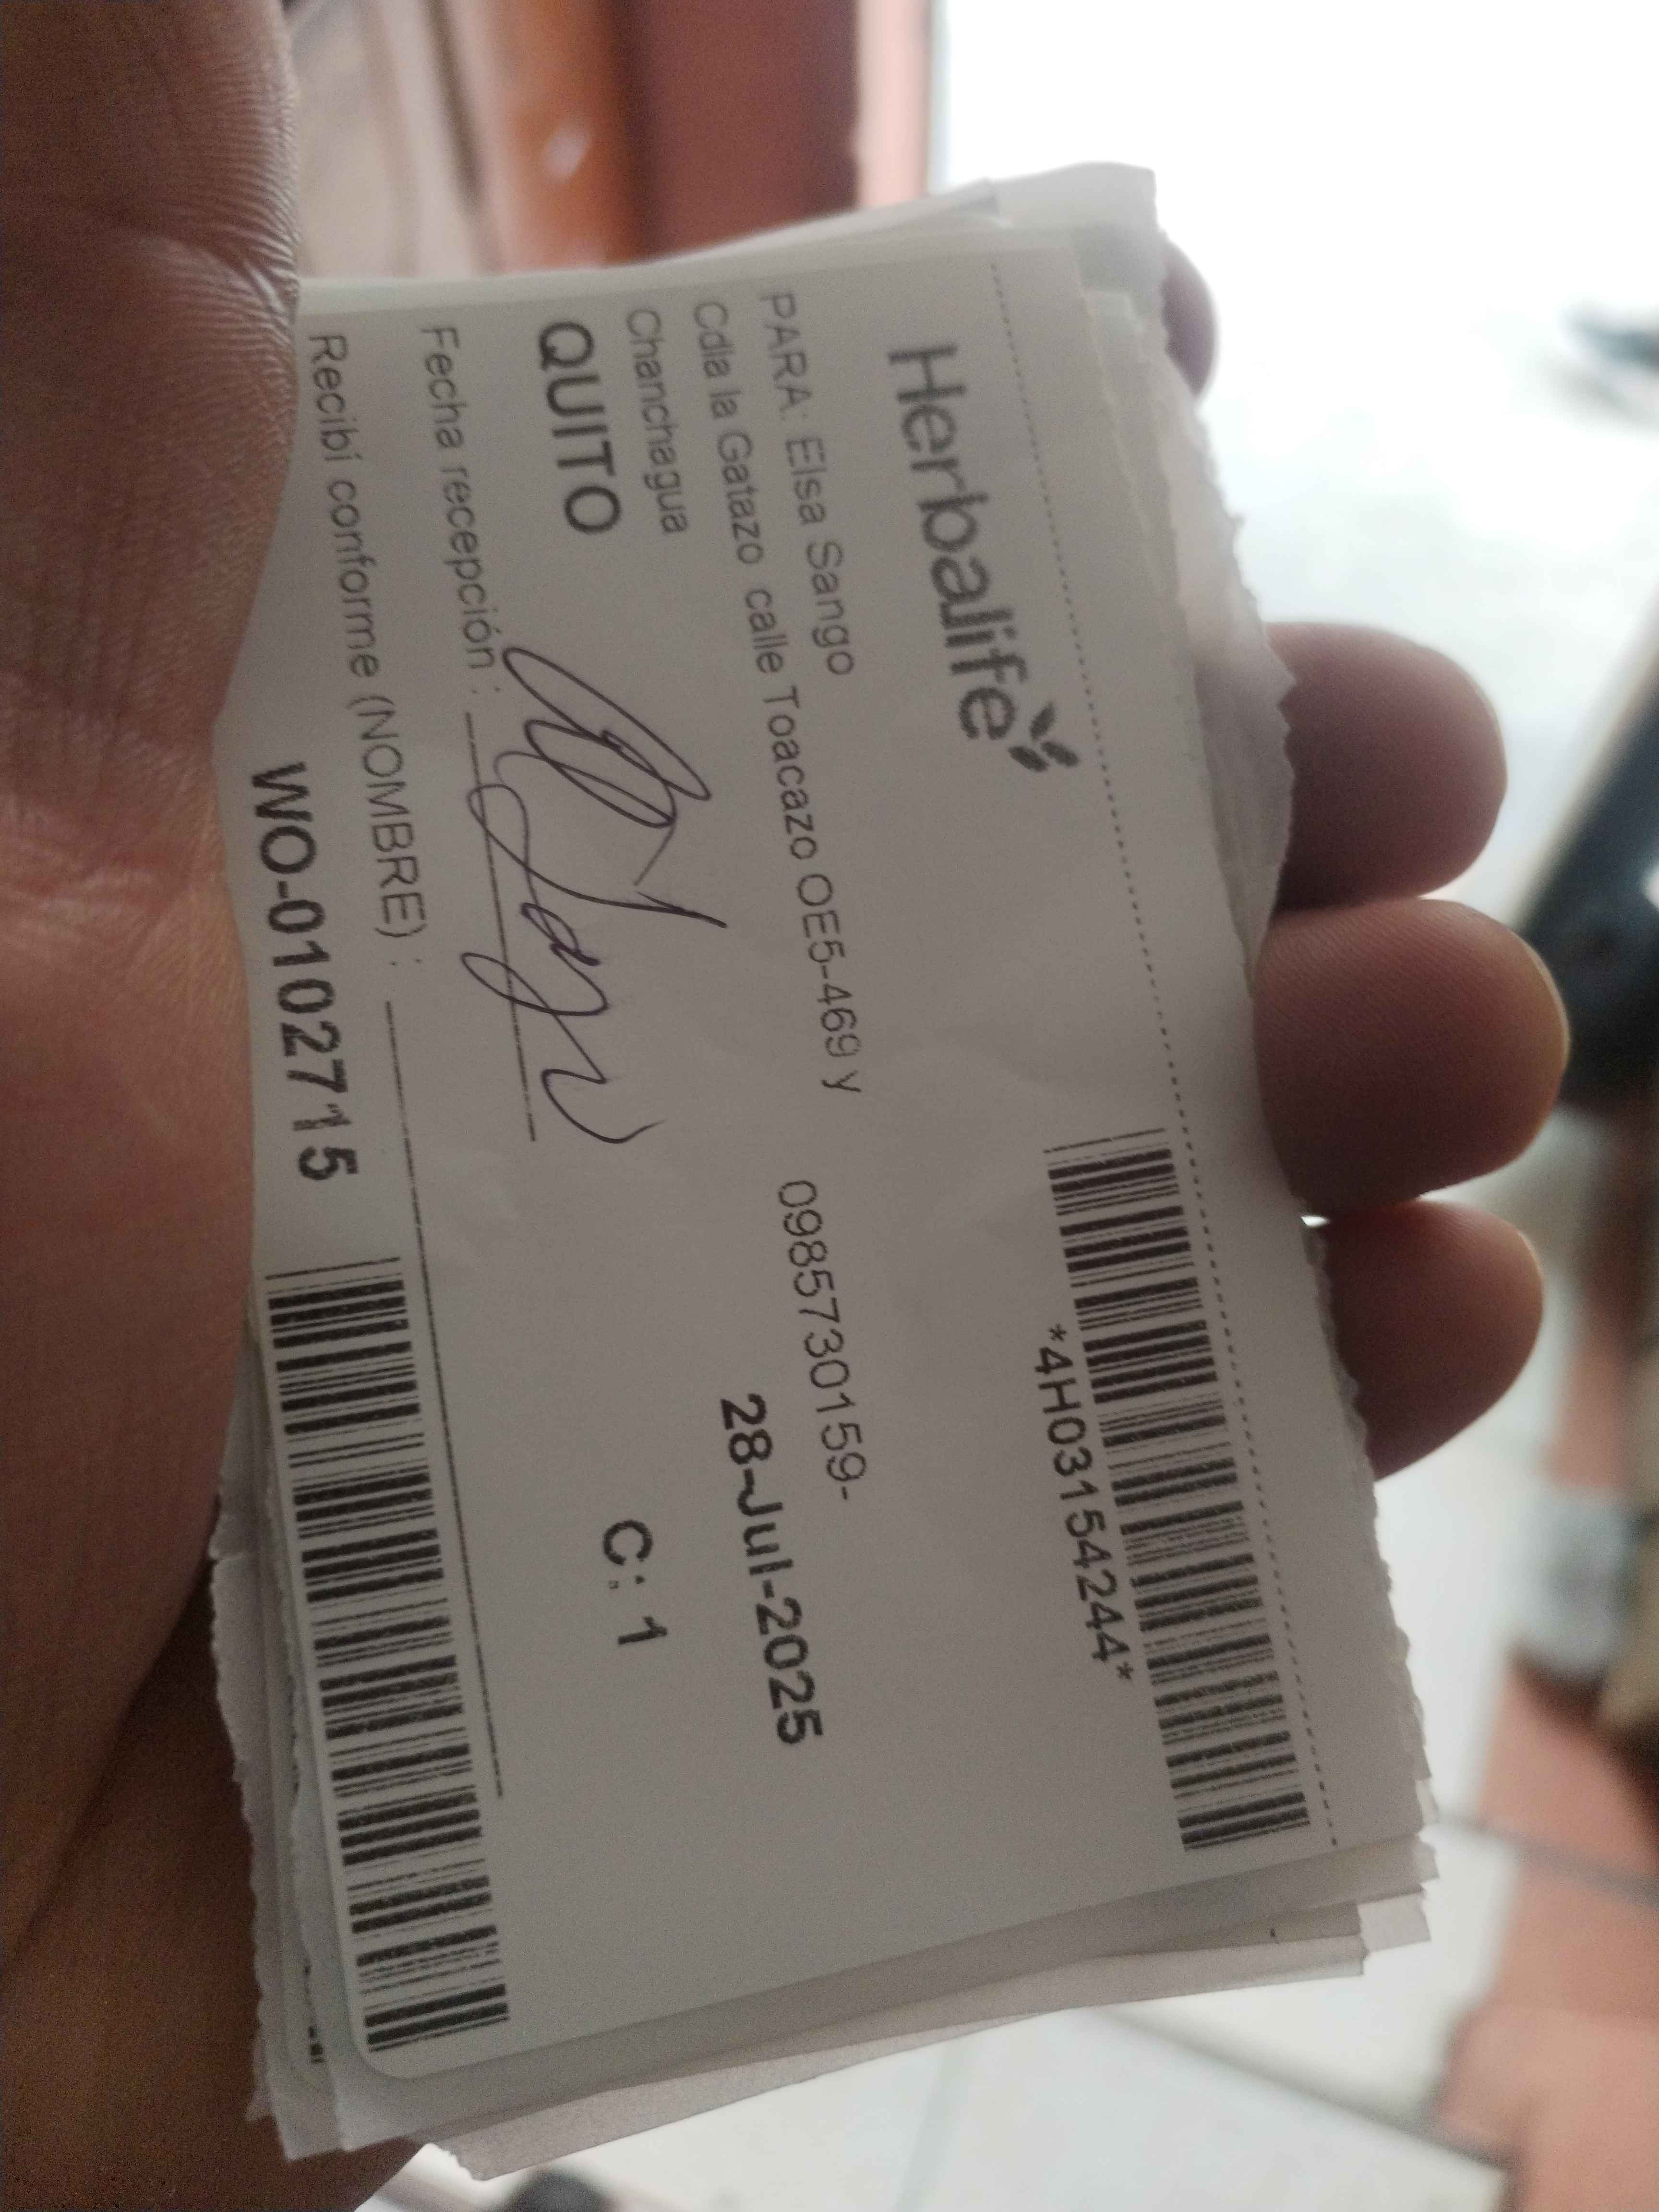 Herbalife
*4H03154244*
PARA: Elsa Sango
0985730159-
Cdla la Gatazo calle Toacazo OE5-469 y
Chanchagua
28-Jul-2025
QUITO
C: 1
Fecha recepción :
Recibí conforme (NOMBRE) :
WO-0102715